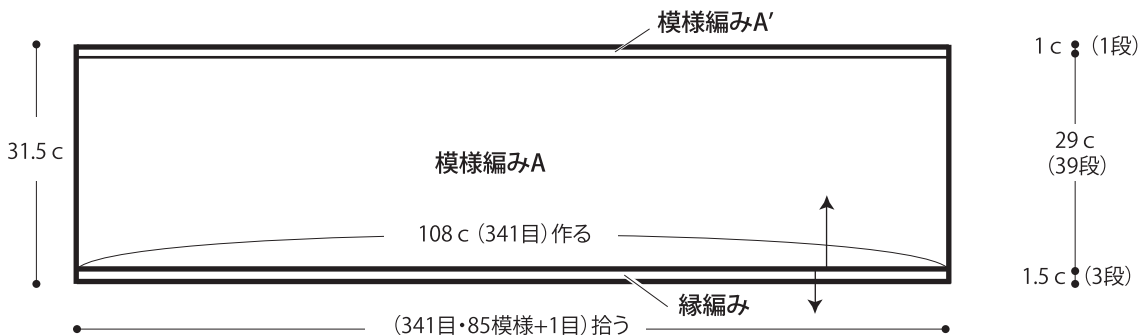 模様編みA’
1 c (1段)
31.5 c
模様編みA
29 c
(39段)
108 c (341目) 作る
1.5 c (3段)
縁編み
(341目・85模様+1目) 拾う